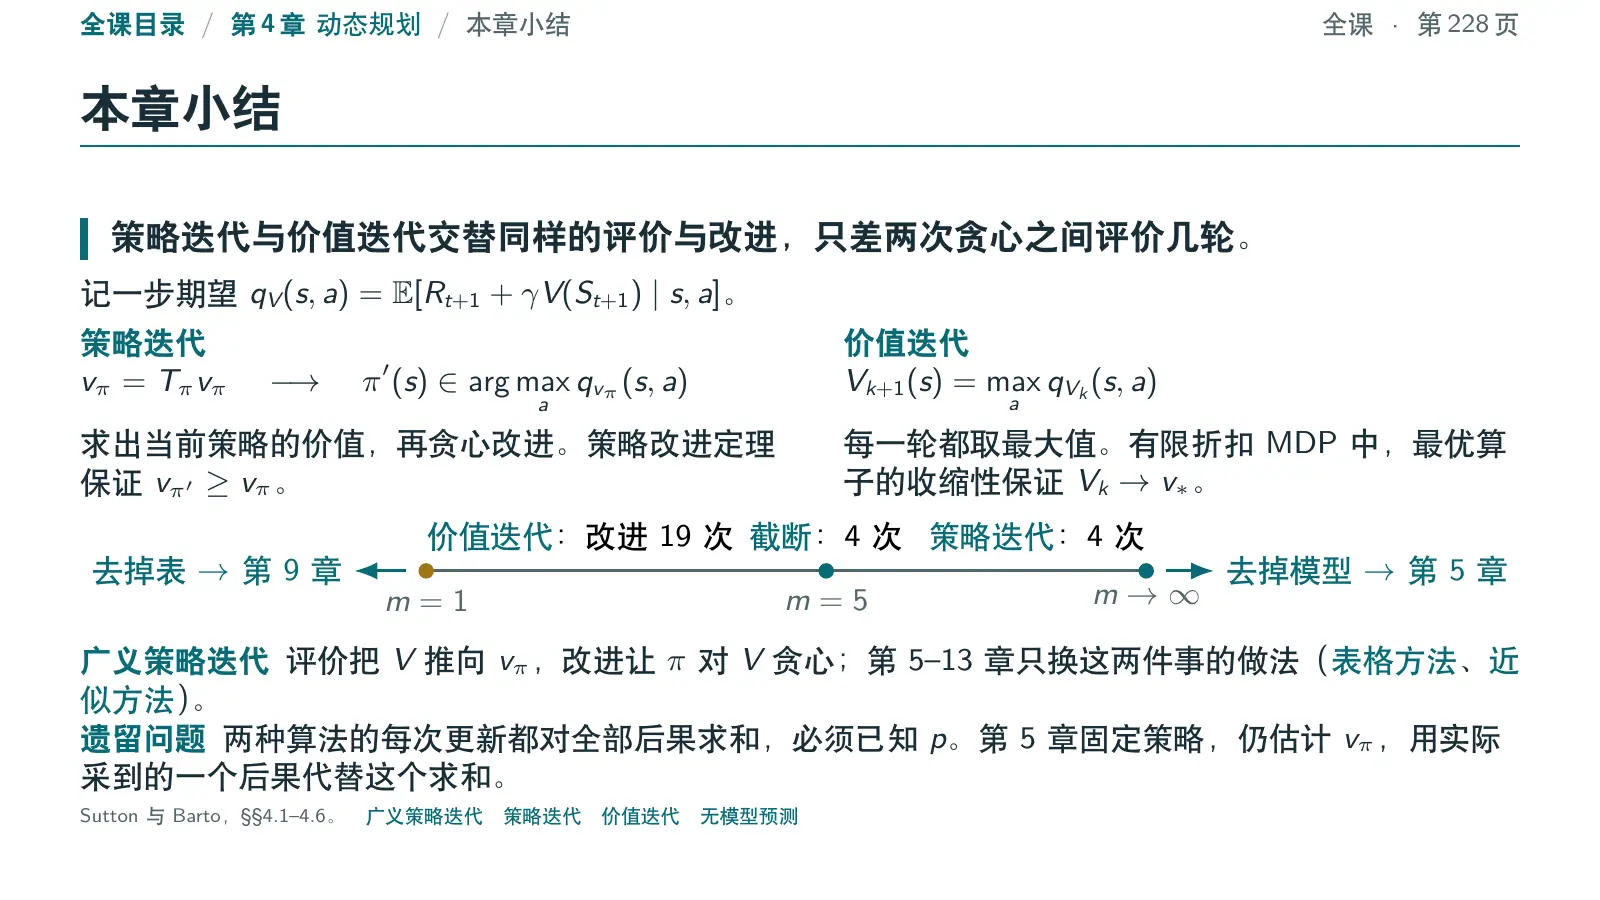 全课目录 / 第 4 章 动态规划 / 本章小结
全课 · 第 228 页
本章小结
策略迭代与价值迭代交替同样的评价与改进，只差两次贪心之间评价几轮。
记一步期望 q_V(s, a) = 𝔼[R_{t+1} + γV(S_{t+1}) | s, a]。
策略迭代
v_π = T_π v_π ⟶ π′(s) ∈ arg max_a q_{v_π}(s, a)
求出当前策略的价值，再贪心改进。策略改进定理
保证 v_{π′} ≥ v_π。
价值迭代
V_{k+1}(s) = max_a q_{V_k}(s, a)
每一轮都取最大值。有限折扣 MDP 中，最优算
子的收缩性保证 V_k → v_*。
价值迭代：改进 19 次 截断：4 次 策略迭代：4 次
去掉表 → 第 9 章
去掉模型 → 第 5 章
m = 1
m = 5
m → ∞
广义策略迭代 评价把 V 推向 v_π，改进让 π 对 V 贪心；第 5–13 章只换这两件事的做法（表格方法、近
似方法）。
遗留问题 两种算法的每次更新都对全部后果求和，必须已知 p。第 5 章固定策略，仍估计 v_π，用实际
采到的一个后果代替这个求和。
Sutton 与 Barto，§§4.1–4.6。 广义策略迭代 策略迭代 价值迭代 无模型预测